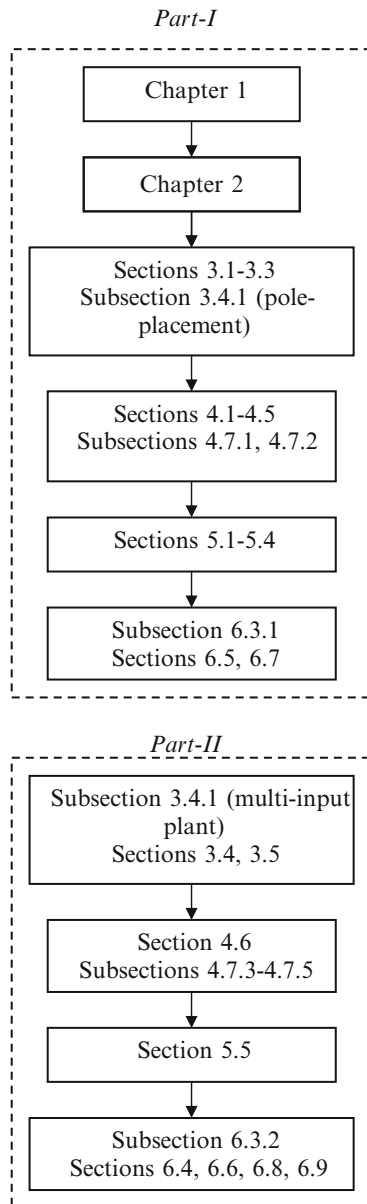 Part-I
Chapter 1
Chapter 2
Sections 3.1-3.3
Subsection 3.4.1 (pole-
placement)
Sections 4.1-4.5
Subsections 4.7.1, 4.7.2
Sections 5.1-5.4
Subsection 6.3.1
Sections 6.5, 6.7
Part-II
Subsection 3.4.1 (multi-input
plant)
Sections 3.4, 3.5
Section 4.6
Subsections 4.7.3-4.7.5
Section 5.5
Subsection 6.3.2
Sections 6.4, 6.6, 6.8, 6.9